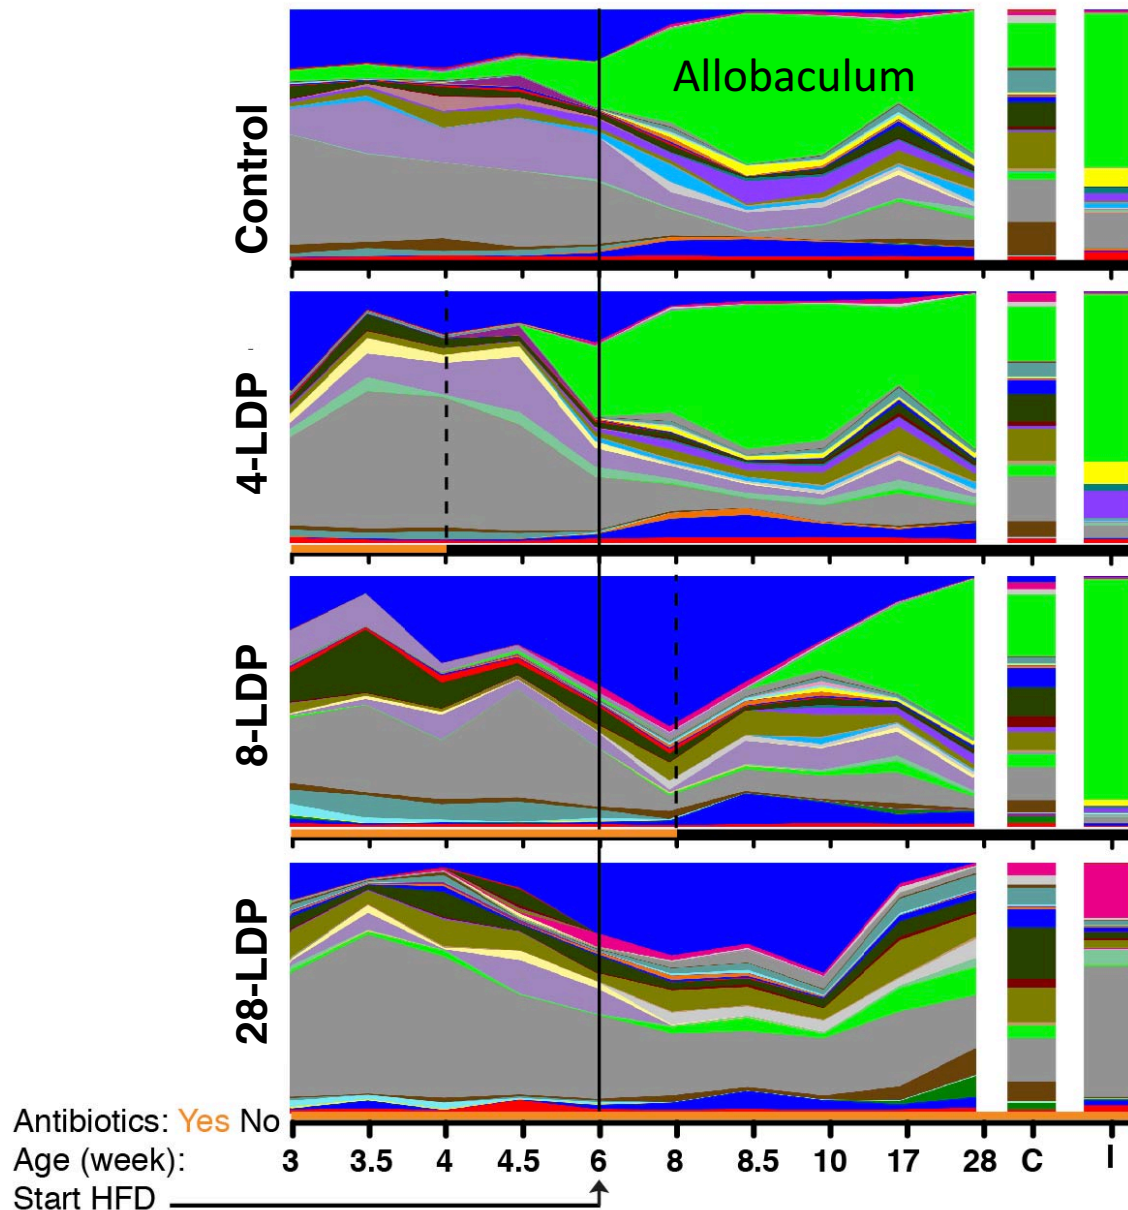 Control
Allobaculum
4-LDP
8-LDP
28-LDP
Antibiotics: Yes No
Age (week):
3 3.5 4 4.5 6 8 8.5 10 17 28 C I
Start HFD